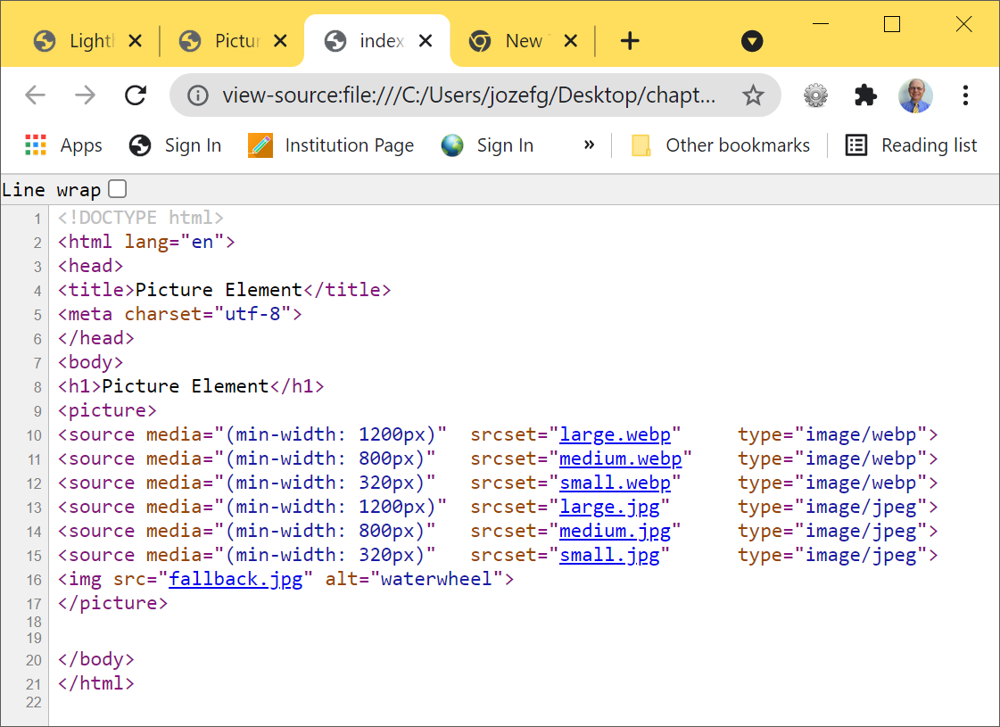 Light
Pictur
index
New
view-source:file:///C:/Users/jozefg/Desktop/chapt...
Apps
Sign In
Institution Page
Sign In
»
Other bookmarks
Reading list
Line wrap
1 <!DOCTYPE html>
2 <html lang="en">
3 <head>
4 <title>Picture Element</title>
5 <meta charset="utf-8">
6 </head>
7 <body>
8 <h1>Picture Element</h1>
9 <picture>
10 <source media="(min-width: 1200px)" srcset="large.webp" type="image/webp">
11 <source media="(min-width: 800px)" srcset="medium.webp" type="image/webp">
12 <source media="(min-width: 320px)" srcset="small.webp" type="image/webp">
13 <source media="(min-width: 1200px)" srcset="large.jpg" type="image/jpeg">
14 <source media="(min-width: 800px)" srcset="medium.jpg" type="image/jpeg">
15 <source media="(min-width: 320px)" srcset="small.jpg" type="image/jpeg">
16 <img src="fallback.jpg" alt="waterwheel">
17 </picture>
18
19
20 </body>
21 </html>
22